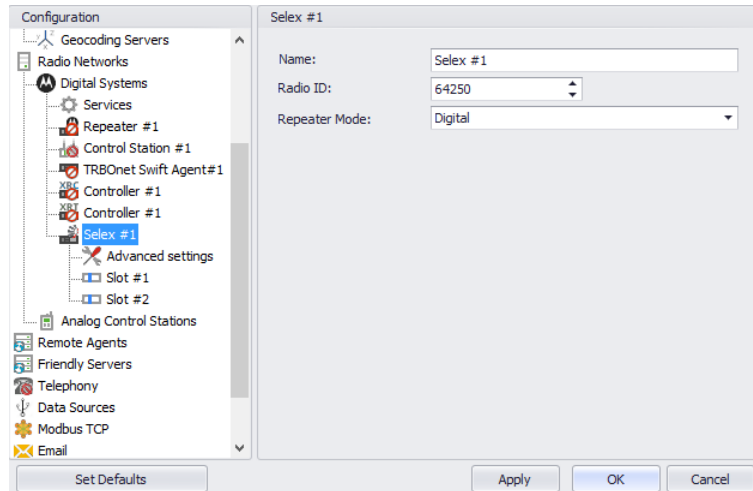 Configuration
Geocoding Servers
Radio Networks
Digital Systems
Services
Repeater #1
Control Station #1
TRBOnet Swift Agent#1
XRC Controller #1
XRT Controller #1
Selex #1
Advanced settings
Slot #1
Slot #2
Analog Control Stations
Remote Agents
Friendly Servers
Telephony
Data Sources
Modbus TCP
Email
Selex #1
Name: Selex #1
Radio ID: 64250
Repeater Mode: Digital
Set Defaults
Apply
OK
Cancel